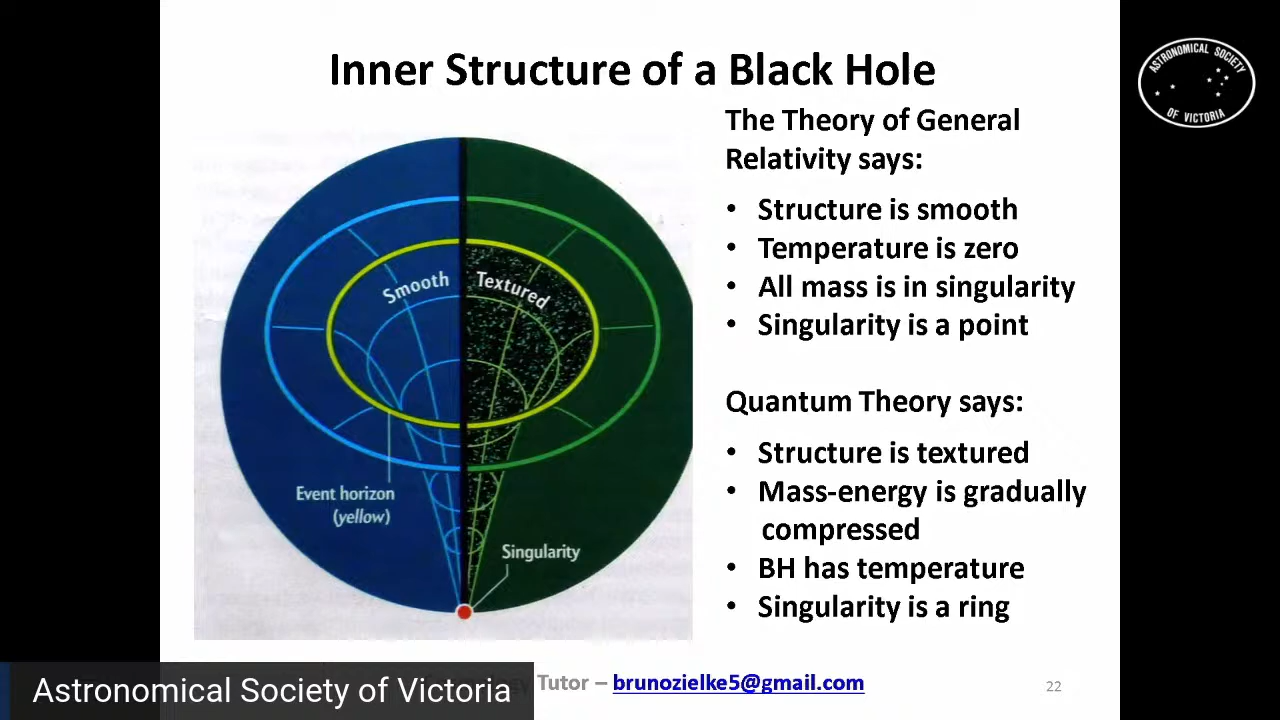 Inner Structure of a Black Hole
ASTRONOMICAL SOCIETY
OF VICTORIA
The Theory of General
Relativity says:
• Structure is smooth
• Temperature is zero
• All mass is in singularity
• Singularity is a point
Quantum Theory says:
• Structure is textured
• Mass-energy is gradually
compressed
• BH has temperature
• Singularity is a ring
Smooth
Textured
Event horizon
(yellow)
Singularity
Astronomical Society of Victoria
Tutor – brunozielke5@gmail.com
22